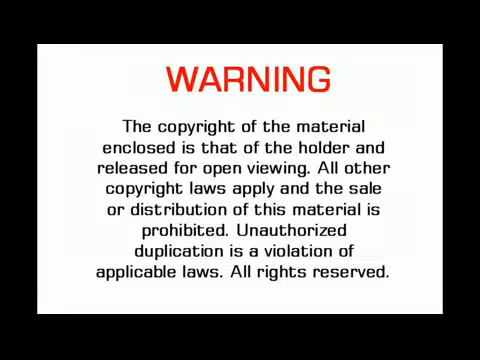 WARNING
The copyright of the material
enclosed is that of the holder and
released for open viewing. All other
copyright laws apply and the sale
or distribution of this material is
prohibited. Unauthorized
duplication is a violation of
applicable laws. All rights reserved.